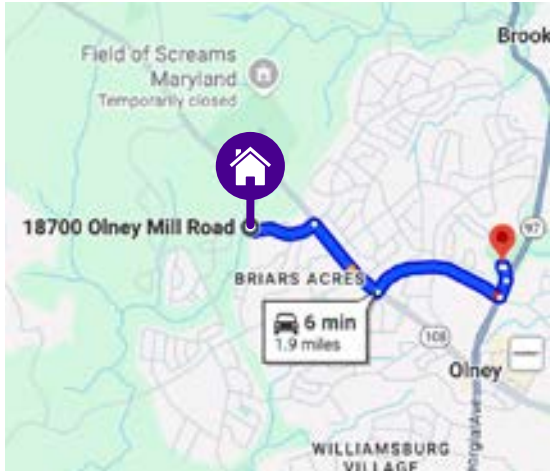 Brook
Field of Screams
Maryland
Temporarily closed
18700 Olney Mill Road
97
BRIARS ACRES
6 min
1.9 miles
108
Olney
WILLIAMSBURG
VILLAGE